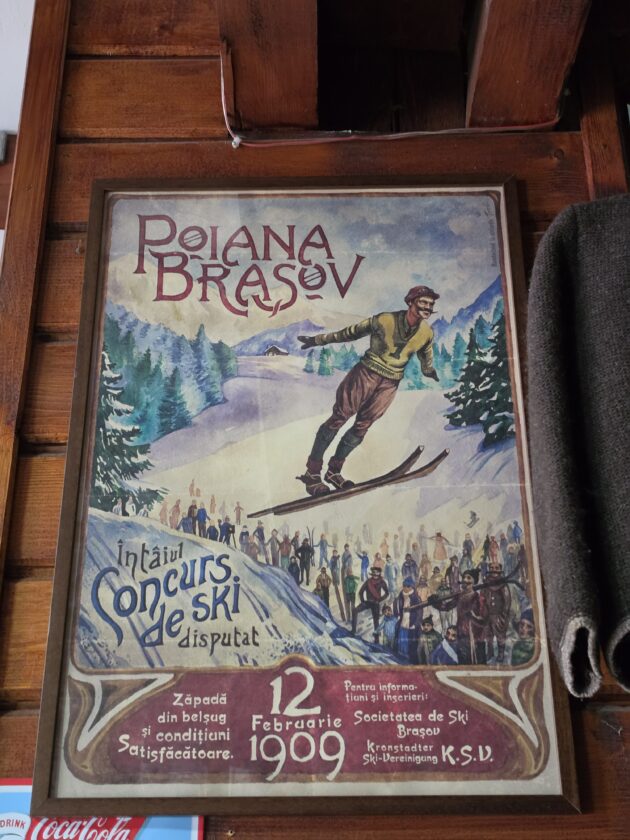 POIANA
BRAȘOV
Întâiul
Concurs
de ski
disputat
Zăpadă
din belșug
și condițiuni
Satisfăcătoare.
12
Februarie
1909
Pentru informa-
țiuni și înscrieri:
Societatea de Ski
Brașov
Kronstadter
Ski-Vereinigung K.S.V.
DRINK
Coca-Cola